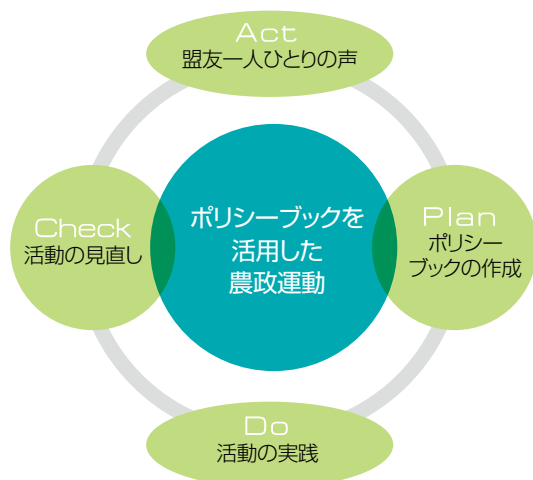 Act
盟友一人ひとりの声
Check
活動の見直し
ポリシーブックを
活用した
農政運動
Plan
ポリシー
ブックの作成
Do
活動の実践